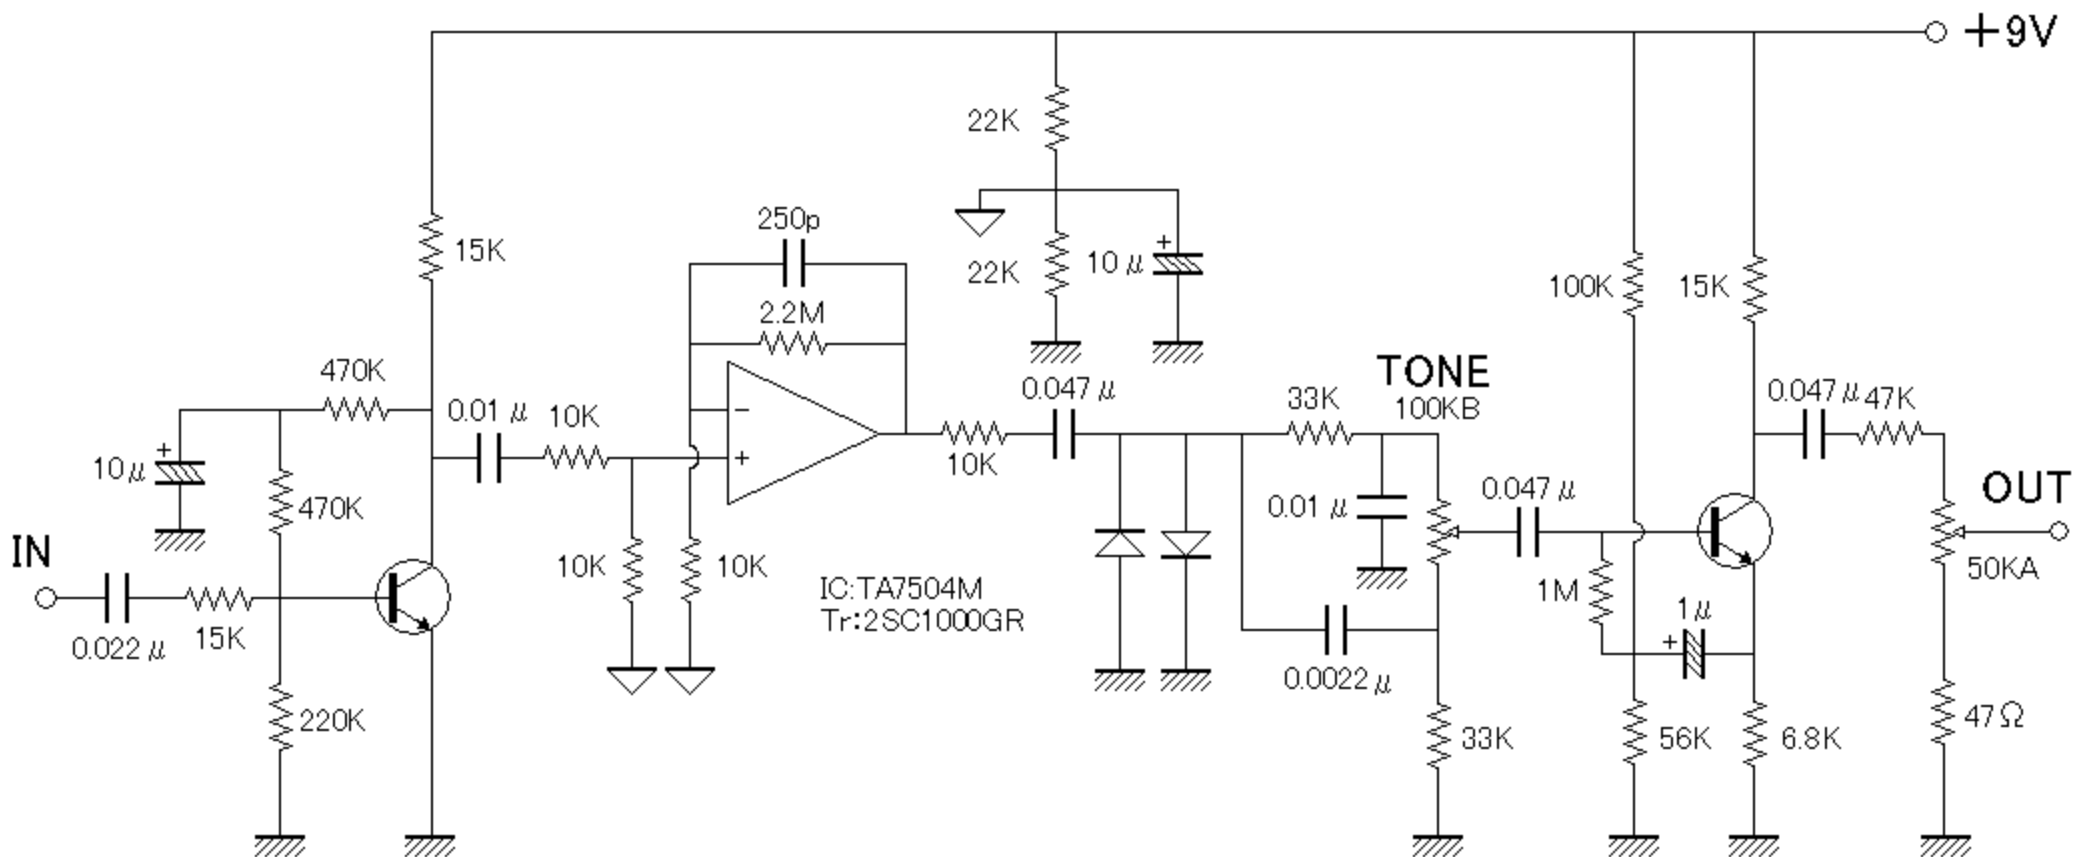 +9V
22K
250p
15K
+
22K
10μ
100K
15K
2.2M
470K
0.047μ
TONE
100KB
33K
0.047μ
47K
0.01μ
10K
−
+
10K
+
10μ
470K
0.01μ
0.047μ
OUT
IN
10K
10K
50KA
IC:TA7504M
Tr:2SC1000GR
1M
1μ
+
0.022μ
15K
0.0022μ
220K
33K
56K
6.8K
47Ω